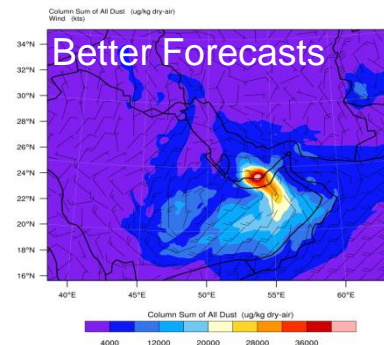 Column Sum of All Dust (ug/kg dry-air)
Wind (kts)
Better Forecasts
34°N
32°N
30°N
28°N
26°N
24°N
22°N
20°N
18°N
16°N
40°E 45°E 50°E 55°E 60°E
Column Sum of All Dust (ug/kg dry-air)
4000 12000 20000 28000 36000